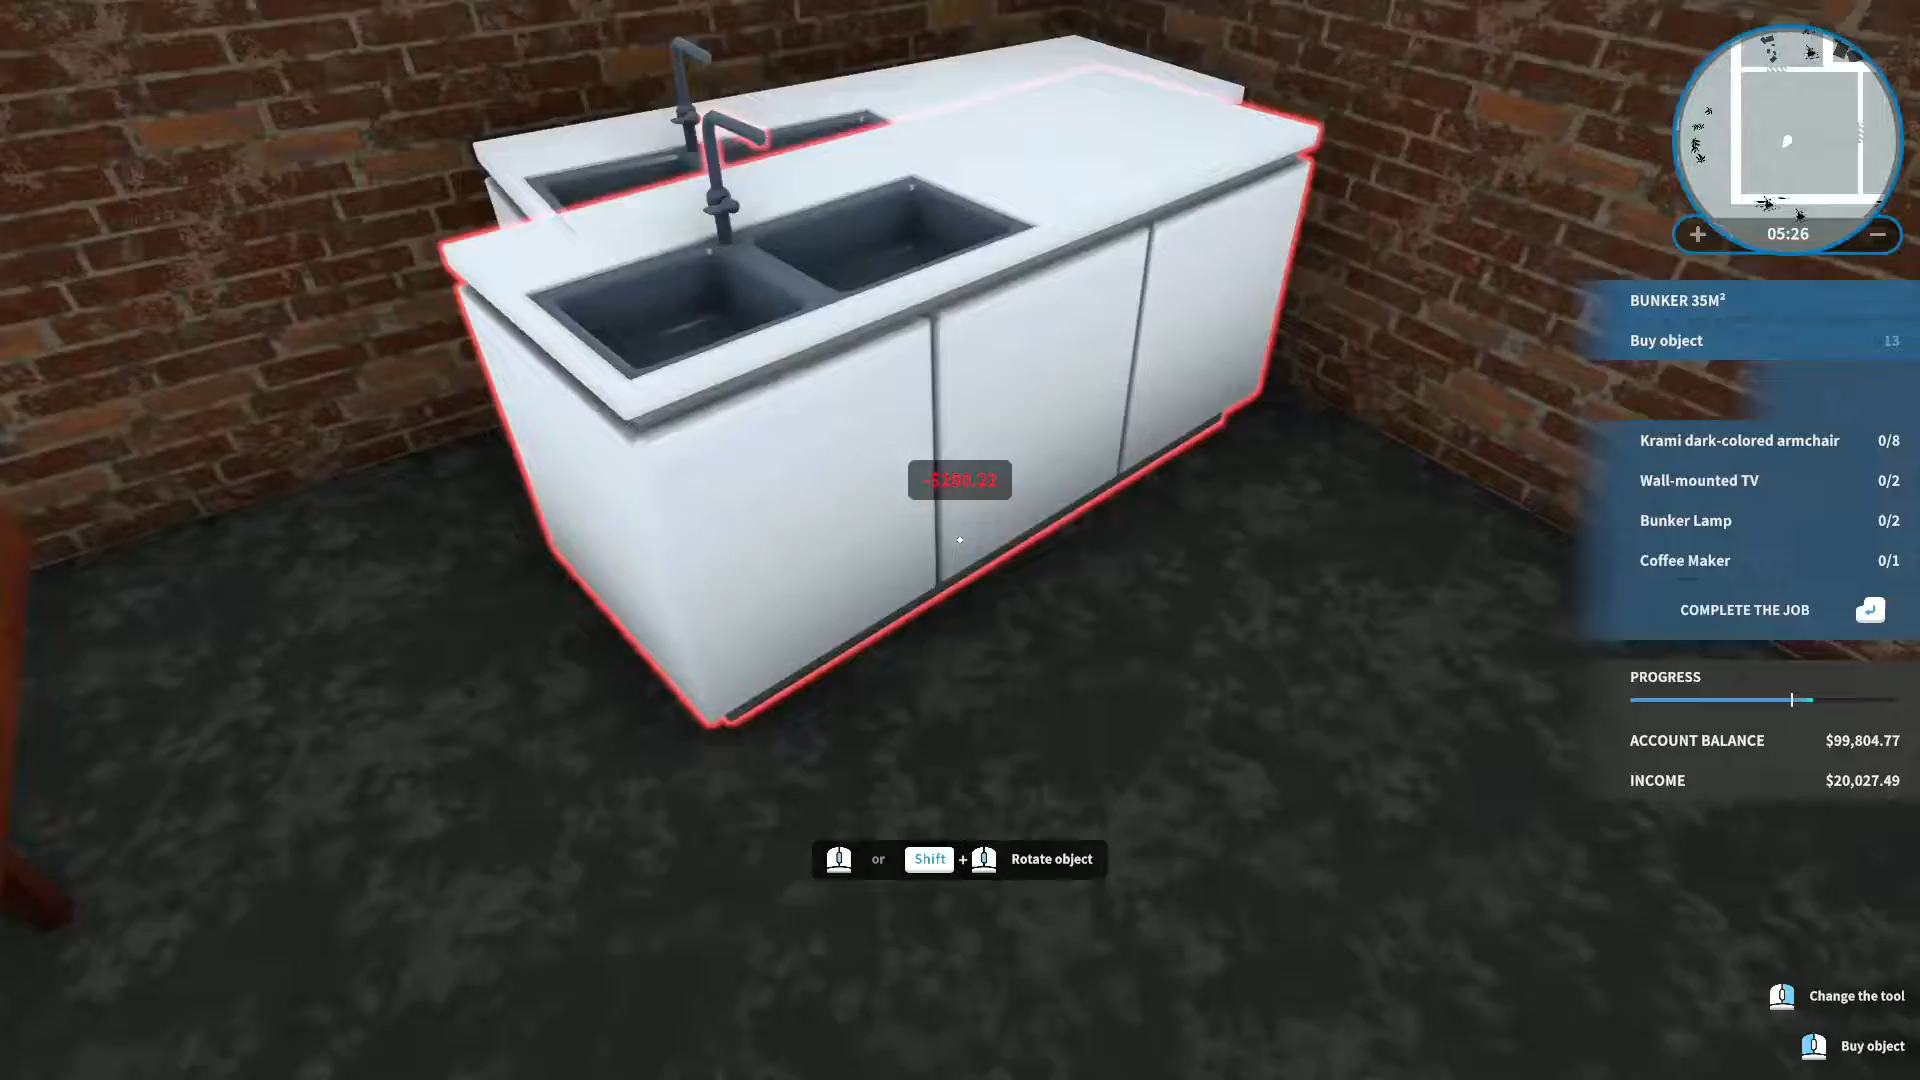 05:26
BUNKER 35M²
Buy object 13
Krami dark-colored armchair 0/8
Wall-mounted TV 0/2
Bunker Lamp 0/2
Coffee Maker 0/1
COMPLETE THE JOB
PROGRESS
ACCOUNT BALANCE $99,804.77
INCOME $20,027.49
-$280.22
or Shift + Rotate object
Change the tool
Buy object